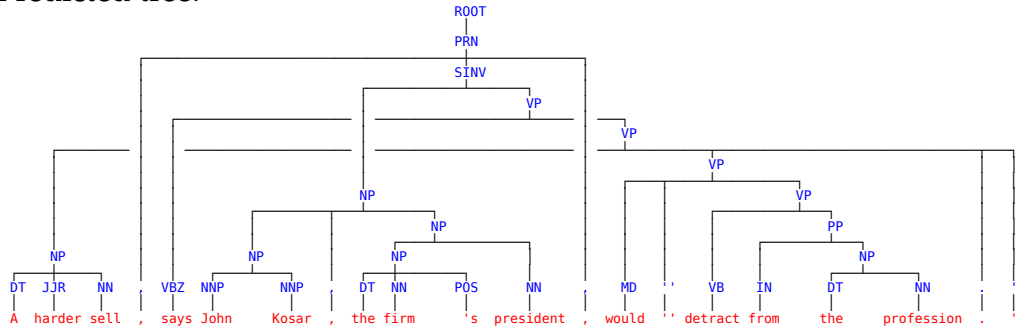 ROOT
PRN
SINV
VP
VP
VP
NP VP
NP PP
NP NP NP NP
DT JJR NN , VBZ NNP NNP , DT NN POS NN , MD '' VB IN DT NN . '
A harder sell , says John Kosar , the firm 's president , would '' detract from the profession . '